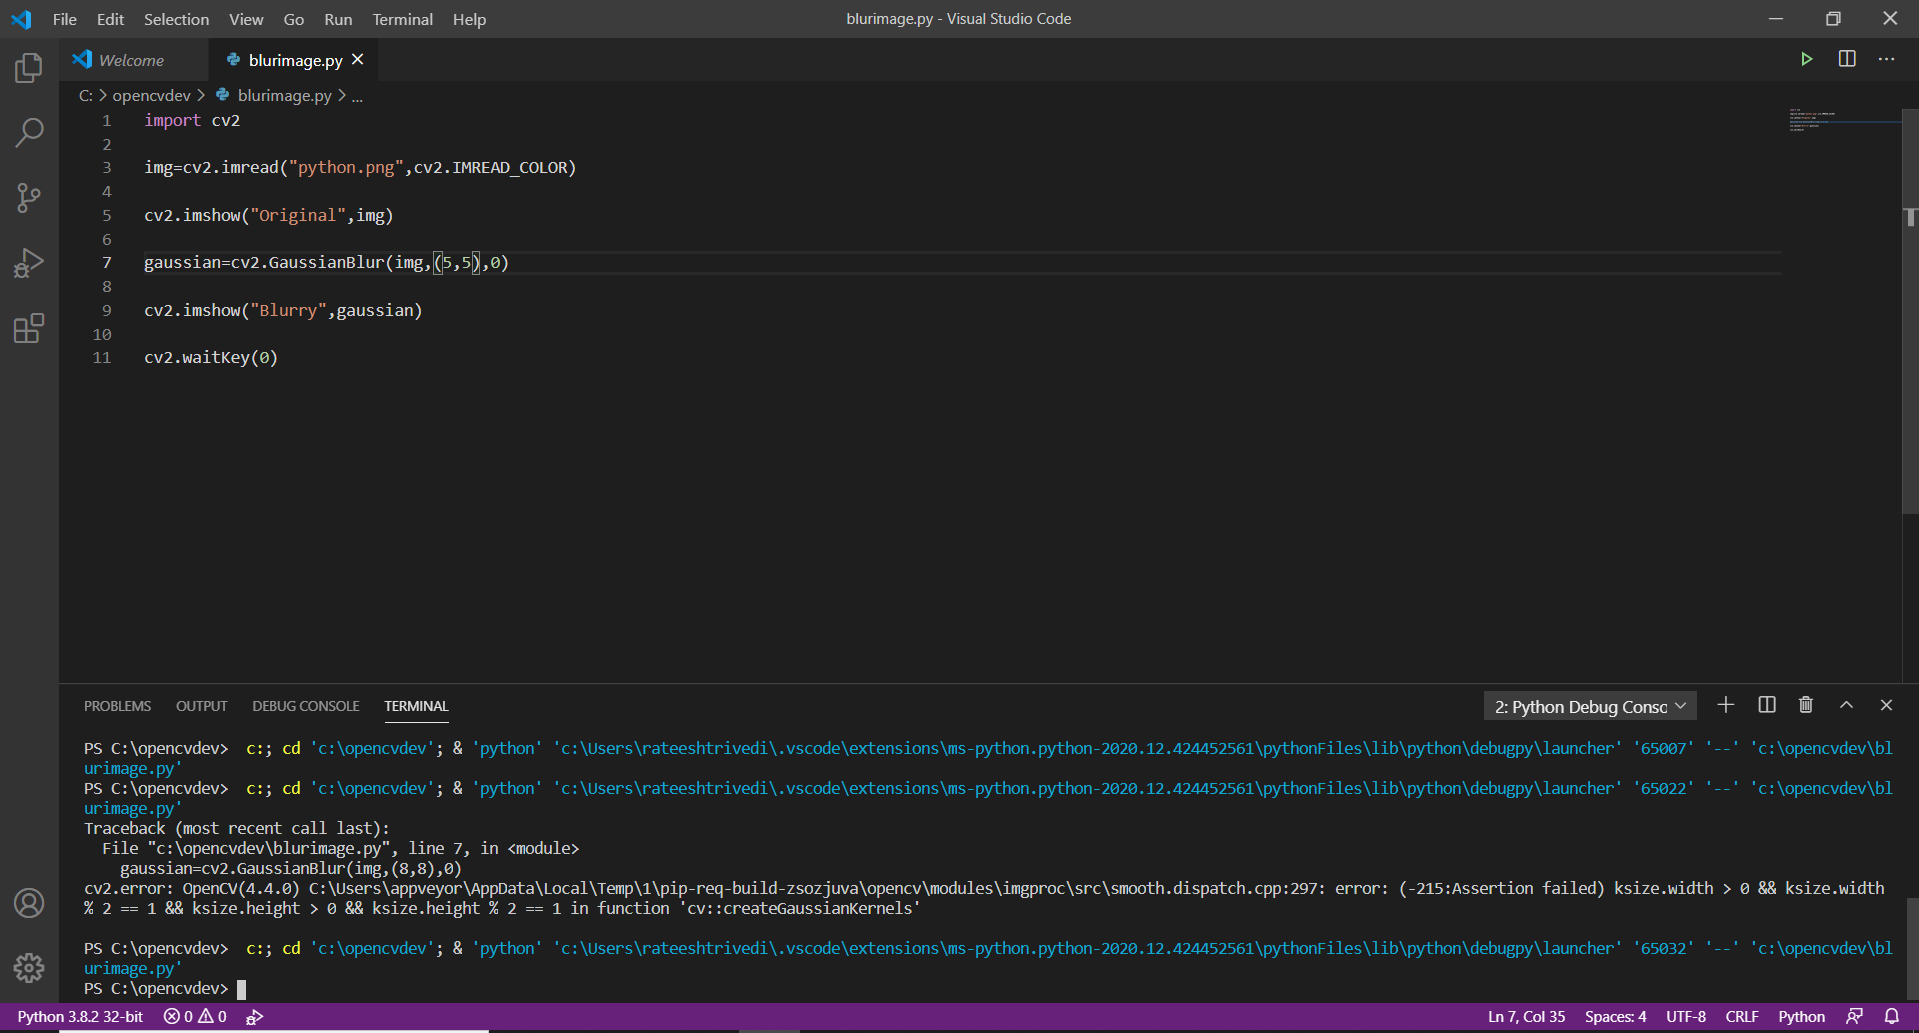 File Edit Selection View Go Run Terminal Help
blurimage.py - Visual Studio Code
Welcome
blurimage.py
C: > opencvdev > blurimage.py > ...
1 import cv2
2
3 img=cv2.imread("python.png",cv2.IMREAD_COLOR)
4
5 cv2.imshow("Original",img)
6
7 gaussian=cv2.GaussianBlur(img,(5,5),0)
8
9 cv2.imshow("Blurry",gaussian)
10
11 cv2.waitKey(0)
PROBLEMS OUTPUT DEBUG CONSOLE TERMINAL
2: Python Debug Consc
PS C:\opencvdev>  c:; cd 'c:\opencvdev'; & 'python' 'c:\Users\rateeshtrivedi\.vscode\extensions\ms-python.python-2020.12.424452561\pythonFiles\lib\python\debugpy\launcher' '65007' '--' 'c:\opencvdev\bl
urimage.py'
PS C:\opencvdev>  c:; cd 'c:\opencvdev'; & 'python' 'c:\Users\rateeshtrivedi\.vscode\extensions\ms-python.python-2020.12.424452561\pythonFiles\lib\python\debugpy\launcher' '65022' '--' 'c:\opencvdev\bl
urimage.py'
Traceback (most recent call last):
  File "c:\opencvdev\blurimage.py", line 7, in <module>
    gaussian=cv2.GaussianBlur(img,(8,8),0)
cv2.error: OpenCV(4.4.0) C:\Users\appveyor\AppData\Local\Temp\1\pip-req-build-zsozjuva\opencv\modules\imgproc\src\smooth.dispatch.cpp:297: error: (-215:Assertion failed) ksize.width > 0 && ksize.width
% 2 == 1 && ksize.height > 0 && ksize.height % 2 == 1 in function 'cv::createGaussianKernels'
PS C:\opencvdev>  c:; cd 'c:\opencvdev'; & 'python' 'c:\Users\rateeshtrivedi\.vscode\extensions\ms-python.python-2020.12.424452561\pythonFiles\lib\python\debugpy\launcher' '65032' '--' 'c:\opencvdev\bl
urimage.py'
PS C:\opencvdev>
Python 3.8.2 32-bit 0 0 Ln 7, Col 35 Spaces: 4 UTF-8 CRLF Python